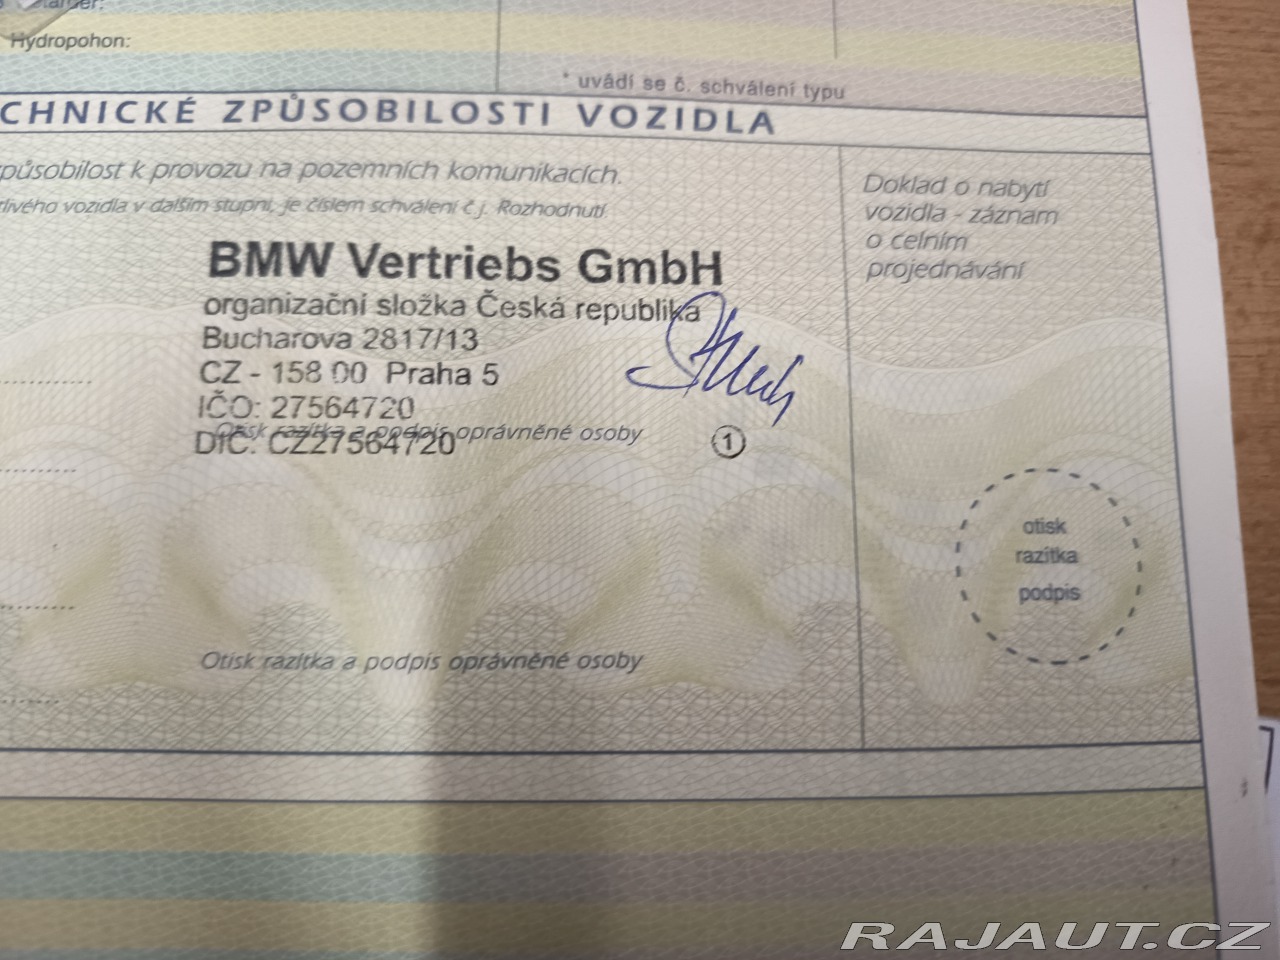 Hydropohon:
* uvádí se č. schválení typu
CHNICKÉ ZPŮSOBILOSTI VOZIDLA
způsobilost k provozu na pozemních komunikacích.
tlivého vozidla v dalším stupni, je číslem schválení č.j. Rozhodnutí
Doklad o nabytí
vozidla - záznam
o celním
projednávání
BMW Vertriebs GmbH
organizační složka Česká republika
Bucharova 2817/13
CZ - 158 00 Praha 5
IČO: 27564720
Otisk razítka a podpis oprávněné osoby
DIČ: CZ27564720
1
otisk
razítka
podpis
Otisk razítka a podpis oprávněné osoby
RAJAUT.CZ